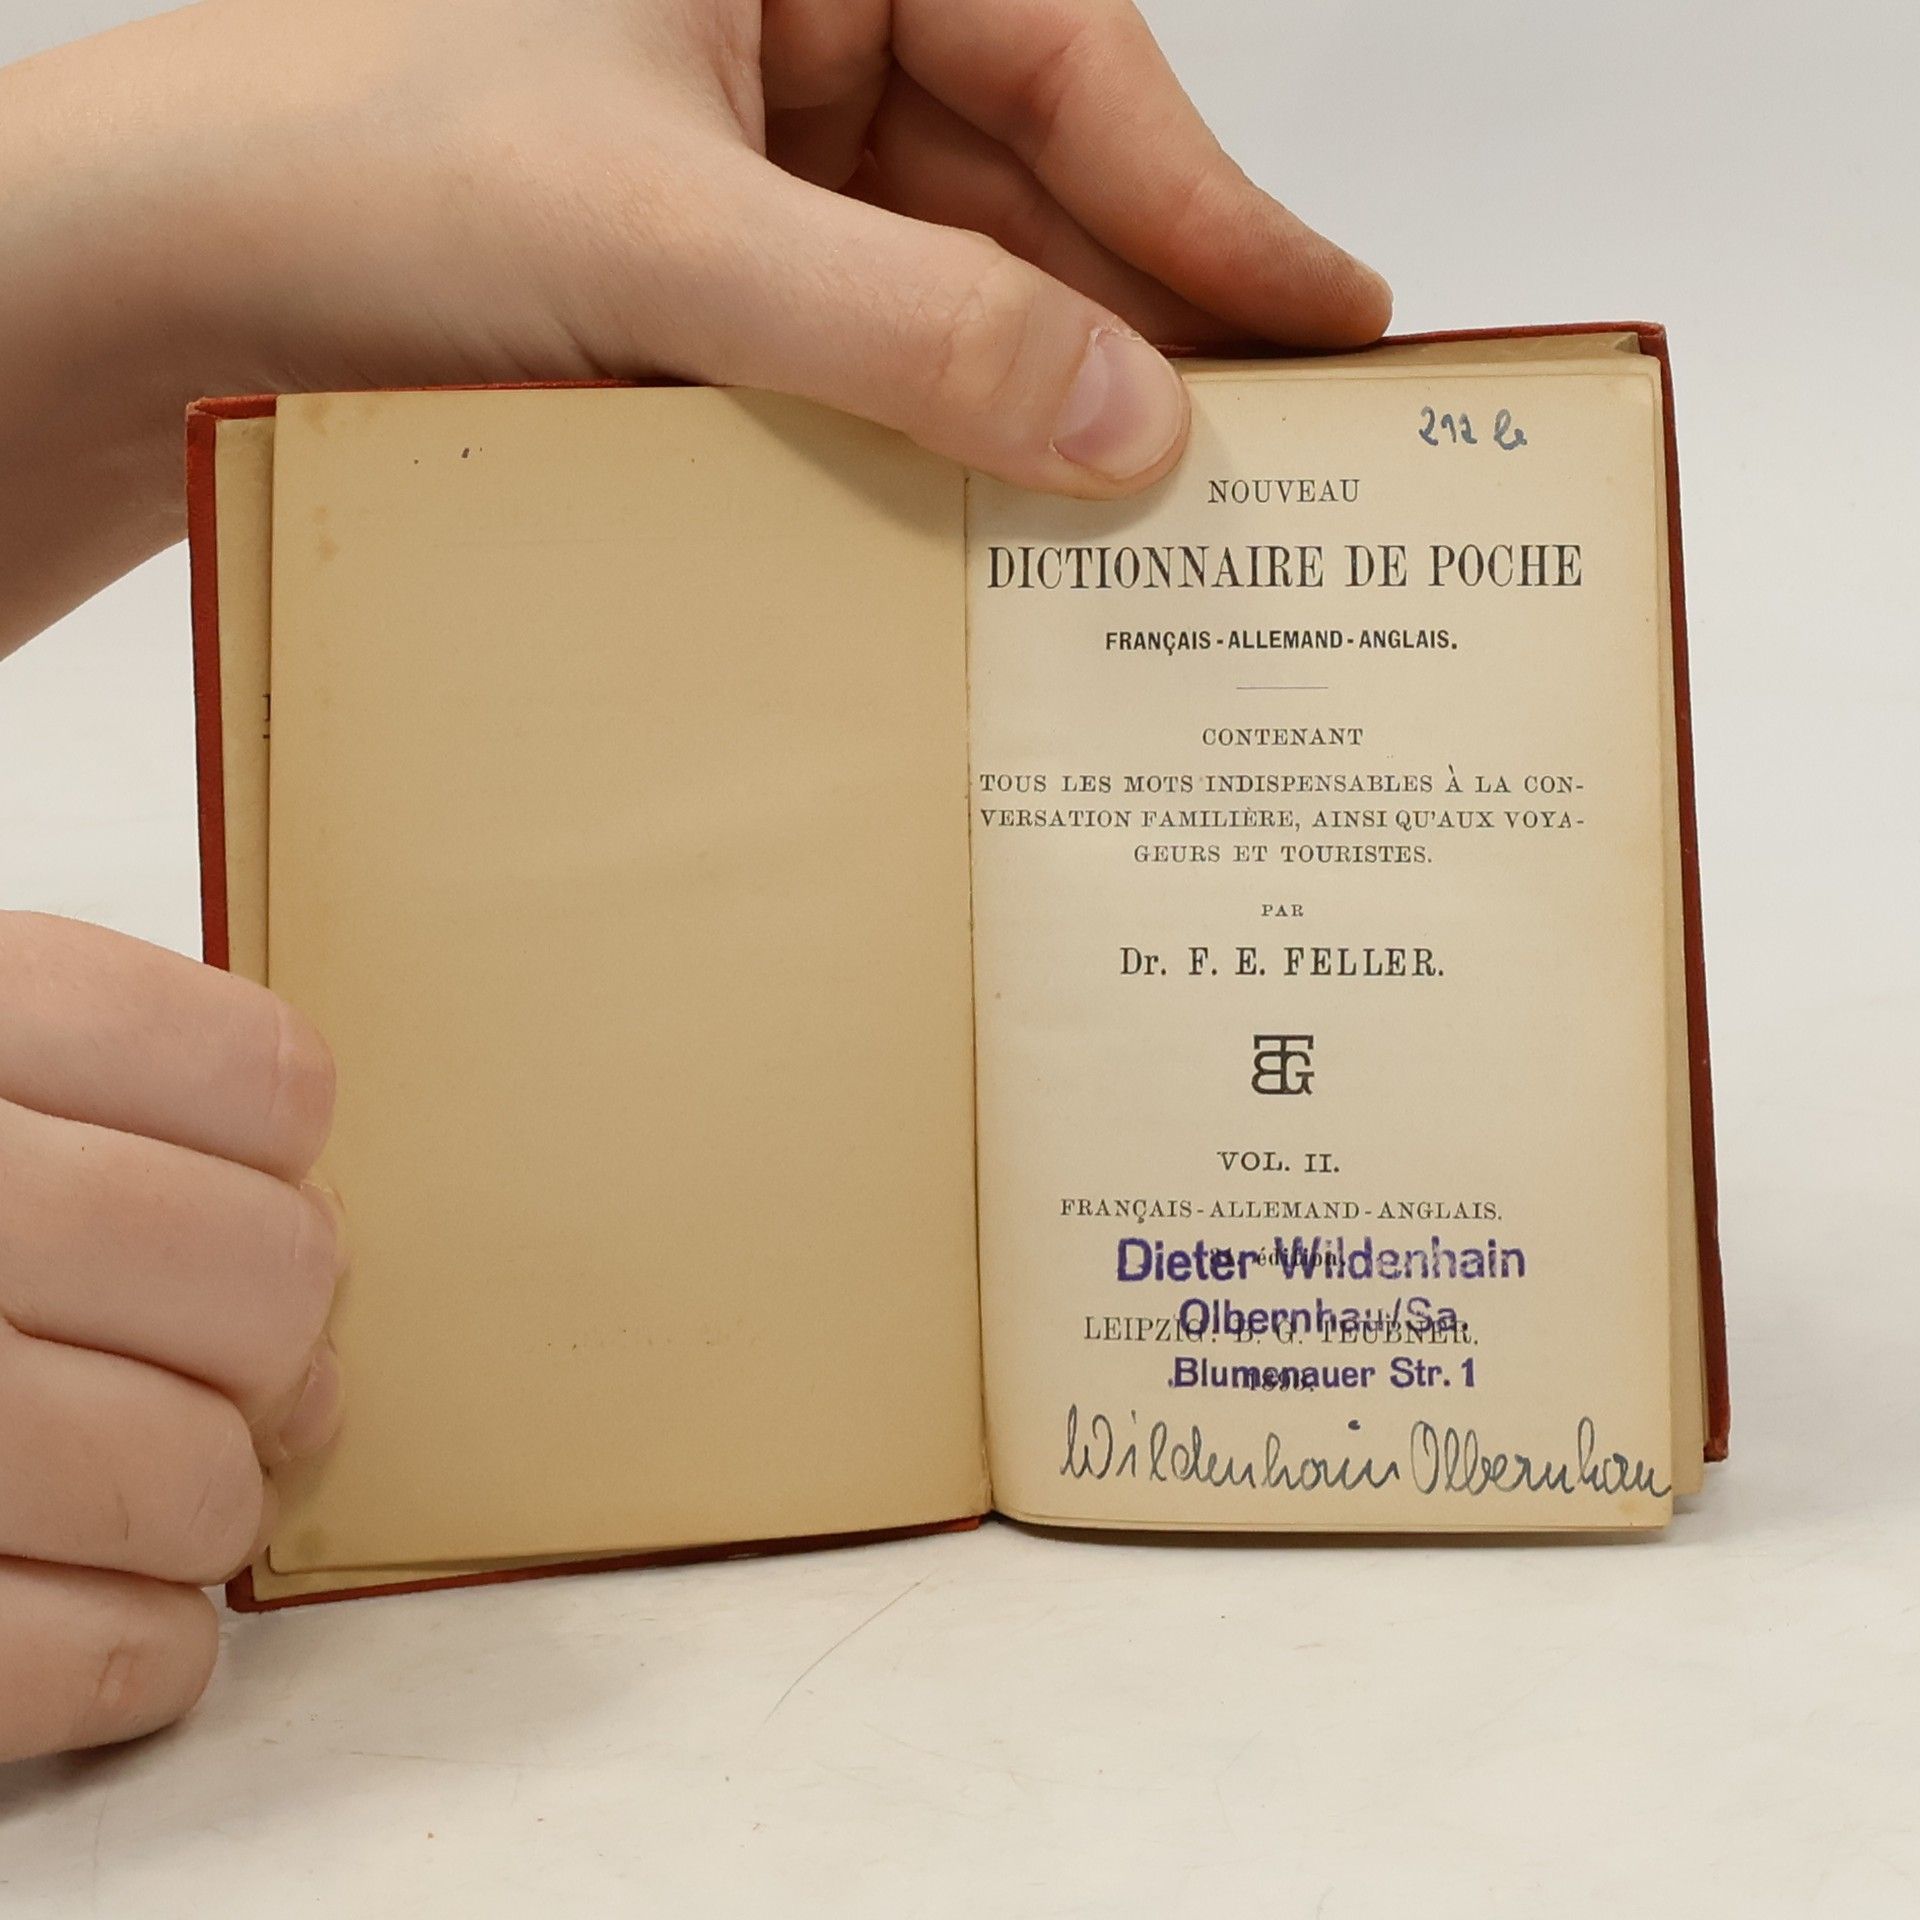 NOUVEAU
DICTIONNAIRE DE POCHE
FRANÇAIS-ALLEMAND-ANGLAIS.
CONTENANT
TOUS LES MOTS INDISPENSABLES À LA CON-
VERSATION FAMILIÈRE, AINSI QU'AUX VOYA-
GEURS ET TOURISTES.
PAR
Dr. F. E. FELLER.
BTG
VOL. II.
FRANÇAIS-ALLEMAND-ANGLAIS.
édition.
Dieter Wildenhain
Olbernhau/Sa.
LEIPZIG: B. G. TEUBNER.
Blumenauer Str. 1
Wildenhain Olbernhau